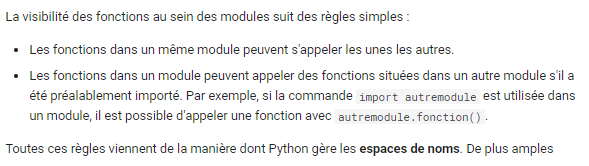 La visibilité des fonctions au sein des modules suit des règles simples :
• Les fonctions dans un même module peuvent s'appeler les unes les autres.
• Les fonctions dans un module peuvent appeler des fonctions situées dans un autre module s'il a
été préalablement importé. Par exemple, si la commande import autremodule est utilisée dans
un module, il est possible d'appeler une fonction avec autremodule.fonction() .
Toutes ces règles viennent de la manière dont Python gère les espaces de noms. De plus amples